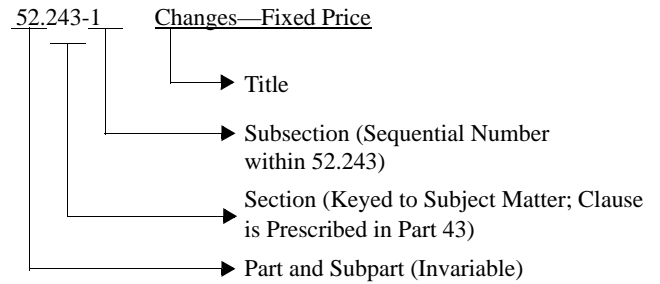 52.243-1 Changes—Fixed Price
Title
Subsection (Sequential Number
within 52.243)
Section (Keyed to Subject Matter; Clause
is Prescribed in Part 43)
Part and Subpart (Invariable)